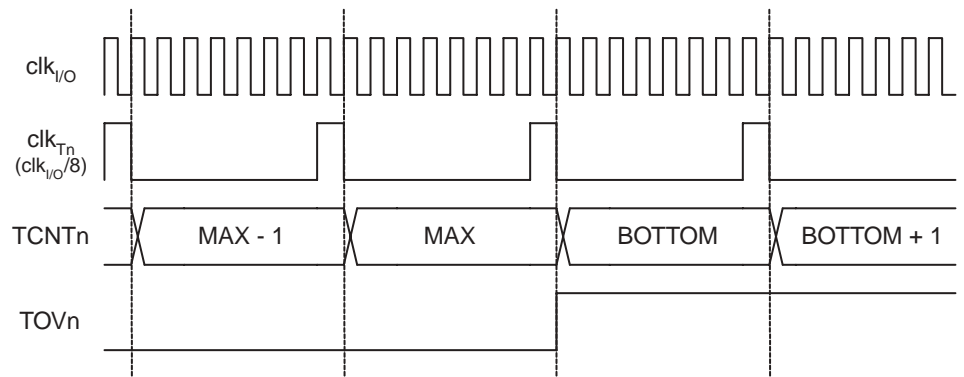 clkI/O
clkTn
(clkI/O/8)
TCNTn MAX - 1 MAX BOTTOM BOTTOM + 1
TOVn